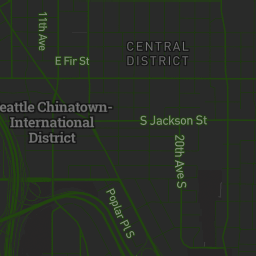 11th Ave
CENTRAL
DISTRICT
E Fir St
eattle Chinatown-
International
District
S Jackson St
20th Ave S
Poplar Pl S